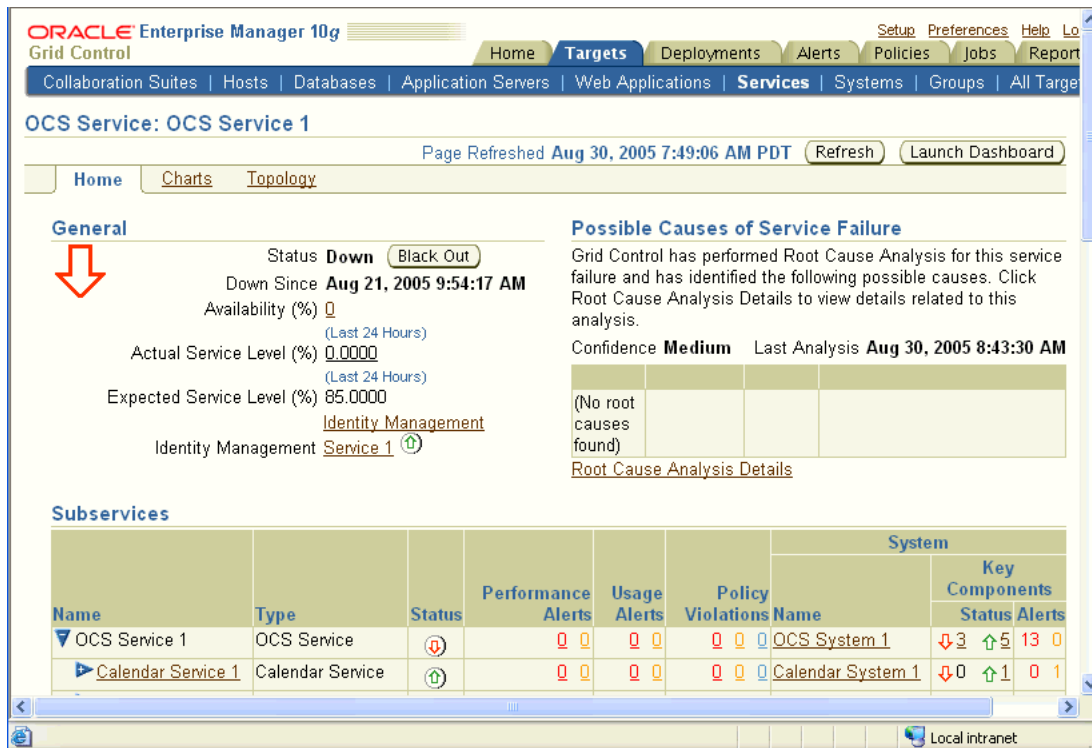 ORACLE Enterprise Manager 10g
Grid Control
Setup Preferences Help Lo
Home Targets Deployments Alerts Policies Jobs Report
Collaboration Suites | Hosts | Databases | Application Servers | Web Applications | Services | Systems | Groups | All Targe
OCS Service: OCS Service 1
Page Refreshed Aug 30, 2005 7:49:06 AM PDT Refresh Launch Dashboard
Home Charts Topology
General
Status Down Black Out
Down Since Aug 21, 2005 9:54:17 AM
Availability (%) 0
(Last 24 Hours)
Actual Service Level (%) 0.0000
(Last 24 Hours)
Expected Service Level (%) 85.0000
Identity Management
Identity Management Service 1
Possible Causes of Service Failure
Grid Control has performed Root Cause Analysis for this service
failure and has identified the following possible causes. Click
Root Cause Analysis Details to view details related to this
analysis.
Confidence Medium Last Analysis Aug 30, 2005 8:43:30 AM
(No root
causes
found)
Root Cause Analysis Details
Subservices
System
Key
Performance Usage Policy Components
Name Type Status Alerts Alerts Violations Name Status Alerts
OCS Service 1 OCS Service 0 0 0 0 0 0 0 OCS System 1 3 5 13 0
Calendar Service 1 Calendar Service 0 0 0 0 0 0 0 Calendar System 1 0 1 0 1
Local intranet